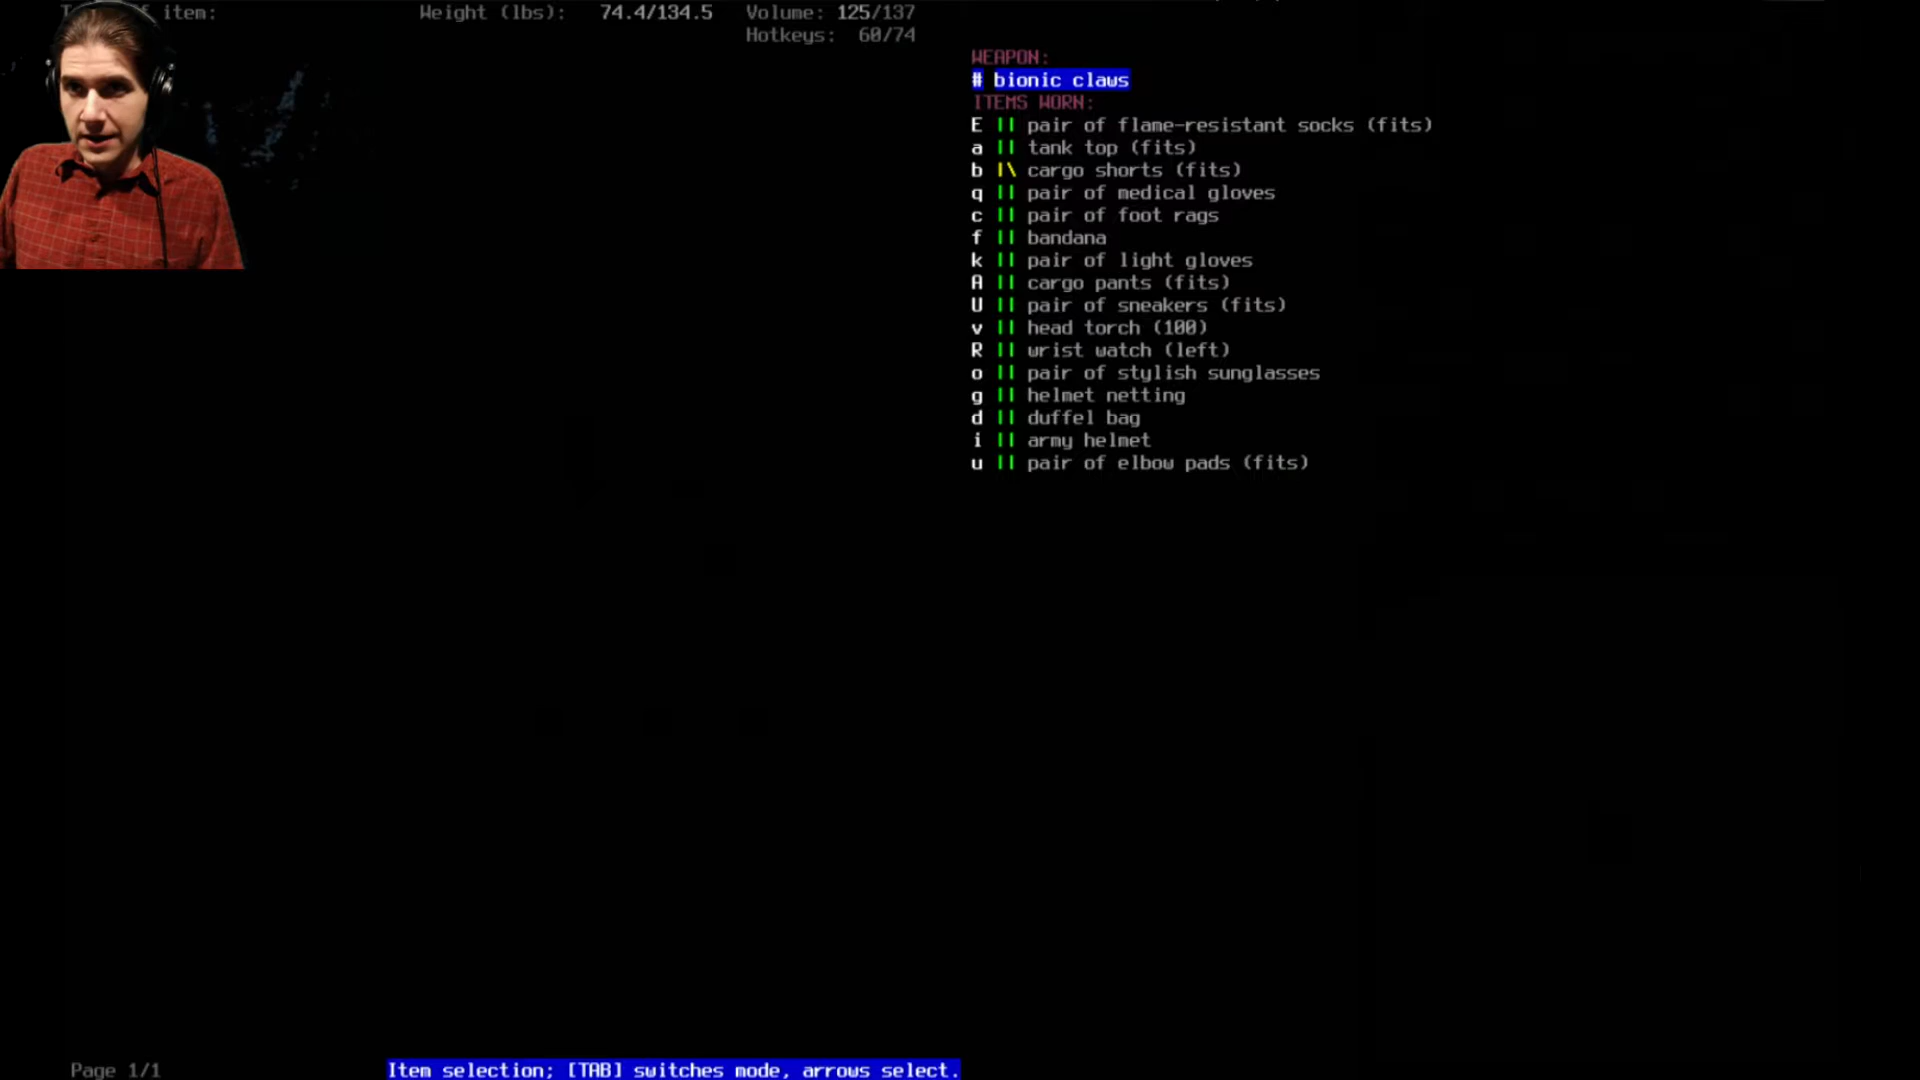 item: Weight (lbs): 74.4/134.5 Volume: 125/137
Hotkeys: 60/74
WEAPON:
# bionic claws
ITEMS WORN:
E || pair of flame-resistant socks (fits)
a || tank top (fits)
b |\ cargo shorts (fits)
q || pair of medical gloves
c || pair of foot rags
f || bandana
k || pair of light gloves
A || cargo pants (fits)
U || pair of sneakers (fits)
v || head torch (100)
R || wrist watch (left)
o || pair of stylish sunglasses
g || helmet netting
d || duffel bag
i || army helmet
u || pair of elbow pads (fits)
Page 1/1 Item selection; [TAB] switches mode, arrows select.